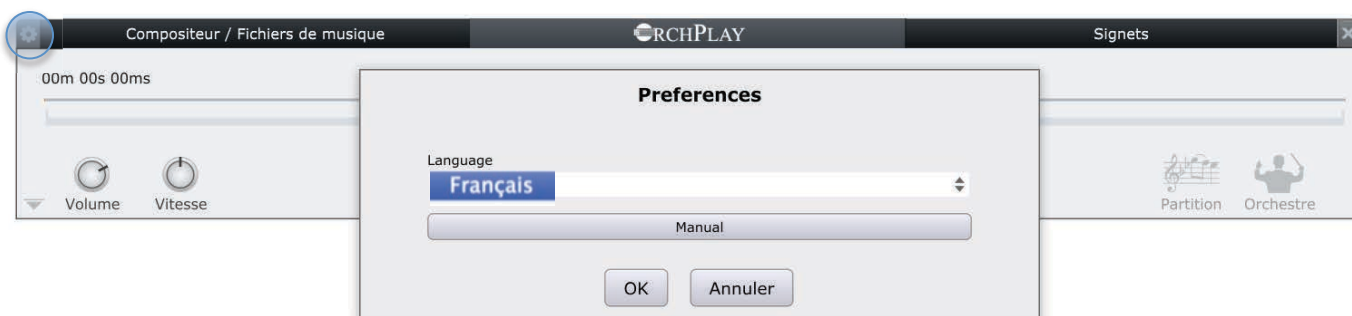 Compositeur / Fichiers de musique
ORCHPLAY
Signets
00m 00s 00ms
Preferences
Language
Français
Manual
Volume
Vitesse
Partition
Orchestre
OK
Annuler